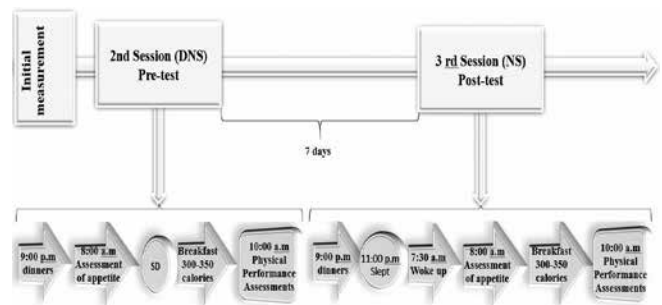 Initial
measurement
2nd Session (DNS)
Pre-test
3 rd Session (NS)
Post-test
7 days
9:00 p.m
dinners
8:00 a.m
Assessment
of appetite
SD
Breakfast
300-350
calories
10:00 a.m
Physical
Performance
Assessments
9:00 p.m
dinners
11:00 p.m
Slept
7:30 a.m
Woke up
8:00 a.m
Assessment
of appetite
Breakfast
300-350
calories
10:00 a.m
Physical
Performance
Assessments